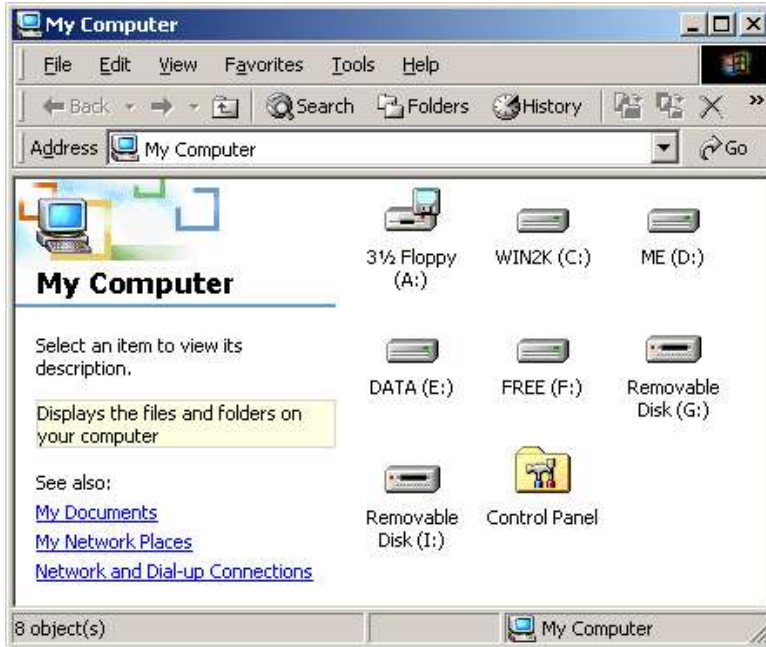 My Computer
File Edit View Favorites Tools Help
Back Search Folders History »
Address My Computer Go
My Computer
Select an item to view its
description.
Displays the files and folders on
your computer
See also:
My Documents
My Network Places
Network and Dial-up Connections
3½ Floppy
(A:)
WIN2K (C:)
ME (D:)
DATA (E:)
FREE (F:)
Removable
Disk (G:)
Removable
Disk (I:)
Control Panel
8 object(s)
My Computer